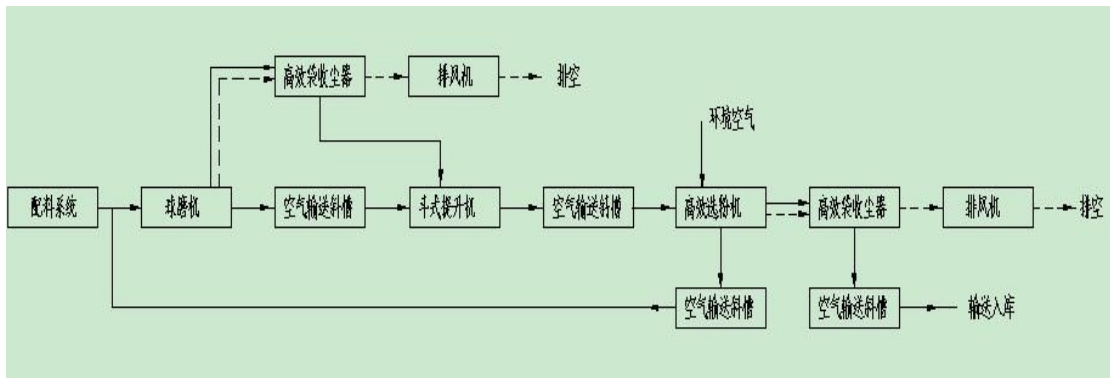 高效袋收尘器
排风机
排空
环境空气
配料系统
球磨机
空气输送斜槽
斗式提升机
空气输送斜槽
高效选粉机
高效袋收尘器
排风机
排空
空气输送斜槽
空气输送斜槽
输送入库